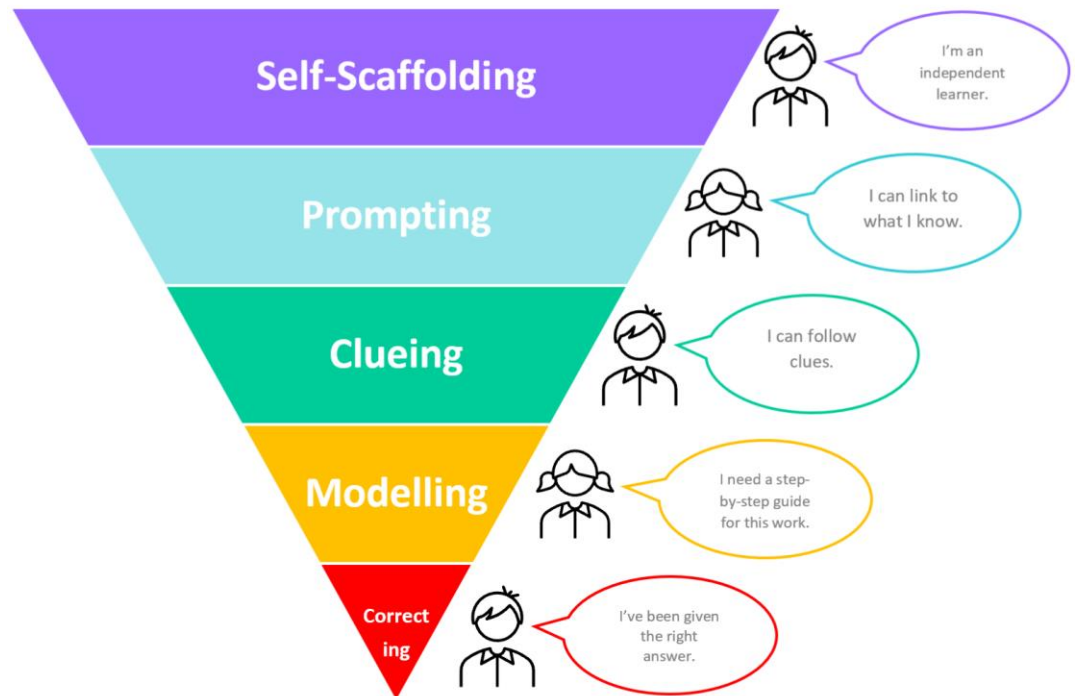 Self-Scaffolding
I'm an
independent
learner.
Prompting
I can link to
what I know.
Clueing
I can follow
clues.
Modelling
I need a step-
by-step guide
for this work.
Correct
ing
I've been given
the right
answer.